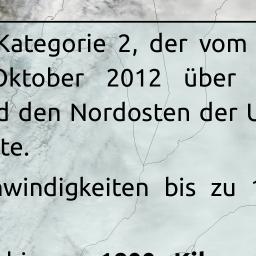 Kategorie 2, der vom
Oktober 2012 über
den Nordosten der
te.
windigkeiten bis zu